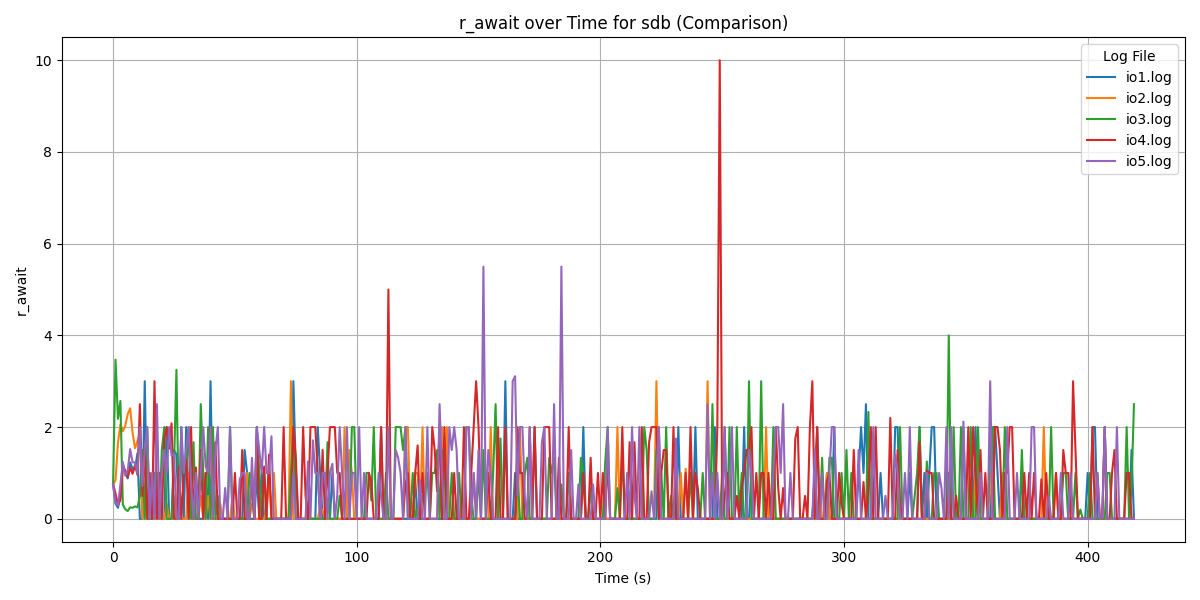 r_await over Time for sdb (Comparison)
Log File
io1.log
io2.log
io3.log
io4.log
io5.log
r_await
10
8
6
4
2
0
0 100 200 300 400
Time (s)